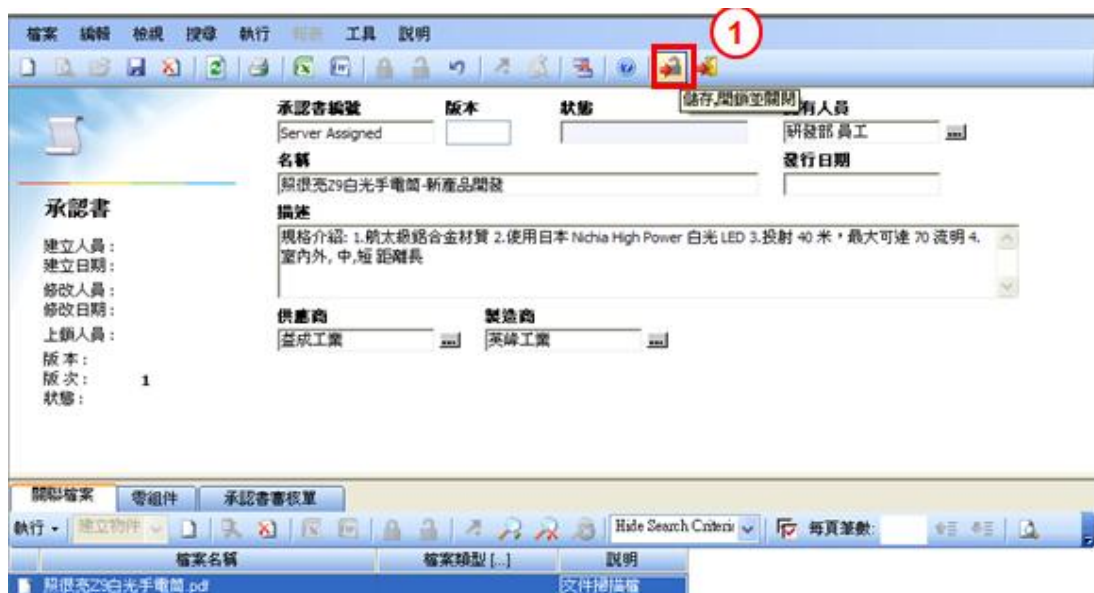 檔案 編輯 檢視 搜尋 執行 報表 工具 說明
1
儲存,開鎖並關閉
承認書編號 版本 狀態 有人員
Server Assigned 研發部 員工
名稱 發行日期
照很亮Z9白光手電筒-新產品開發
承認書
描述
規格介紹: 1.航太級鋁合金材質 2.使用日本 Nichia High Power 白光 LED 3.投射 40 米，最大可達 70 流明 4.
室內外, 中,短 距離長
建立人員 :
建立日期 :
修改人員 :
修改日期 :
上鎖人員 :
版本 :
版次 : 1
狀態 :
供應商 製造商
益成工業 英峰工業
關聯檔案 零組件 承認書審核單
執行 建立物件 Hide Search Criteria 每頁筆數:
檔案名稱 檔案類型 [...] 說明
照很亮Z9白光手電筒.pdf 文件掃描檔